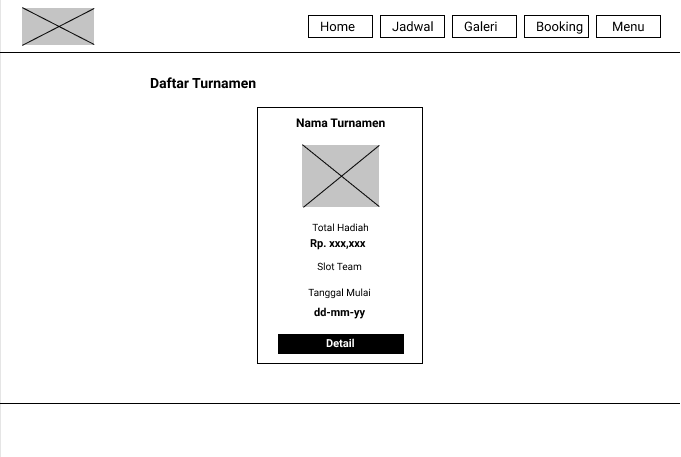 Home Jadwal Galeri Booking Menu
Daftar Turnamen
Nama Turnamen
Total Hadiah
Rp. xxx,xxx
Slot Team
Tanggal Mulai
dd-mm-yy
Detail